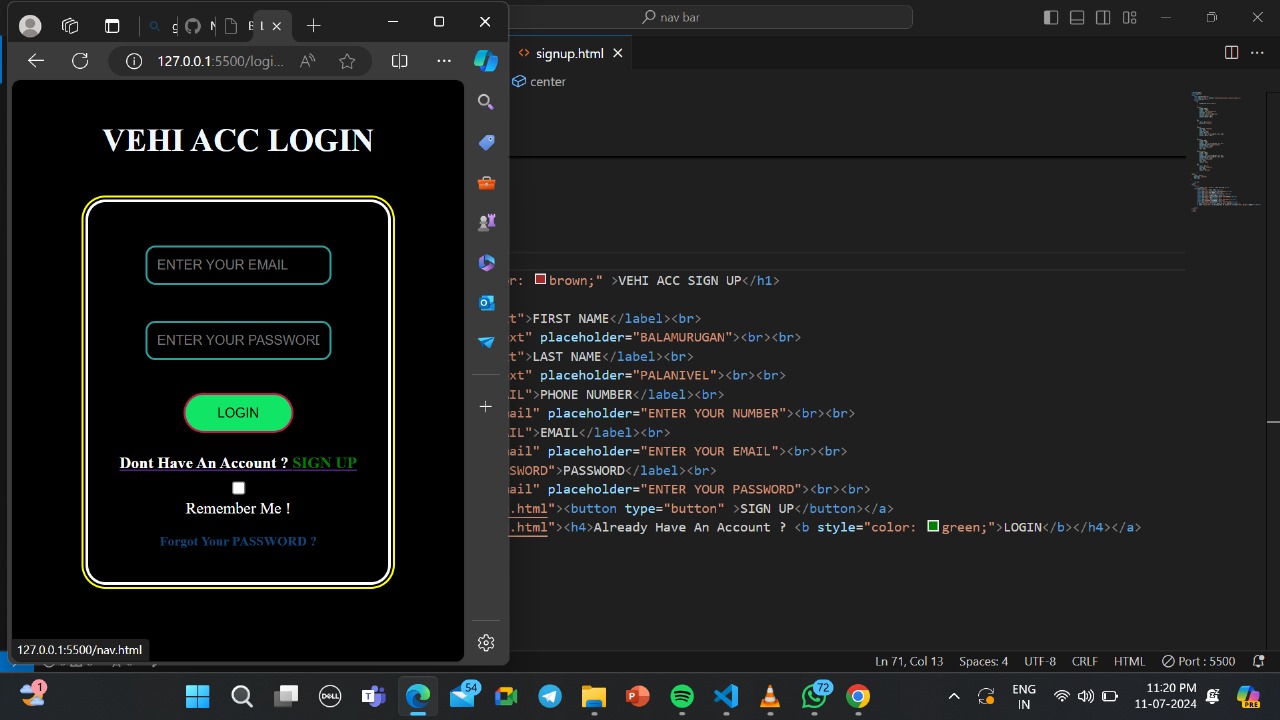 nav bar
127.0.0.1:5500/logi...
signup.html
center
VEHI ACC LOGIN
ENTER YOUR EMAIL
ENTER YOUR PASSWORD
LOGIN
Dont Have An Account ? SIGN UP
Remember Me !
Forgot Your PASSWORD ?
127.0.0.1:5500/nav.html
or: brown;" >VEHI ACC SIGN UP</h1>
t">FIRST NAME</label><br>
xt" placeholder="BALAMURUGAN"><br><br>
t">LAST NAME</label><br>
xt" placeholder="PALANIVEL"><br><br>
IL">PHONE NUMBER</label><br>
ail" placeholder="ENTER YOUR NUMBER"><br><br>
IL">EMAIL</label><br>
ail" placeholder="ENTER YOUR EMAIL"><br><br>
SWORD">PASSWORD</label><br>
ail" placeholder="ENTER YOUR PASSWORD"><br><br>
.html"><button type="button" >SIGN UP</button></a>
.html"><h4>Already Have An Account ? <b style="color: green;">LOGIN</b></h4></a>
Ln 71, Col 13 Spaces: 4 UTF-8 CRLF HTML Port : 5500
1
DELL
54
72
ENG
IN
11:20 PM
11-07-2024
PRE